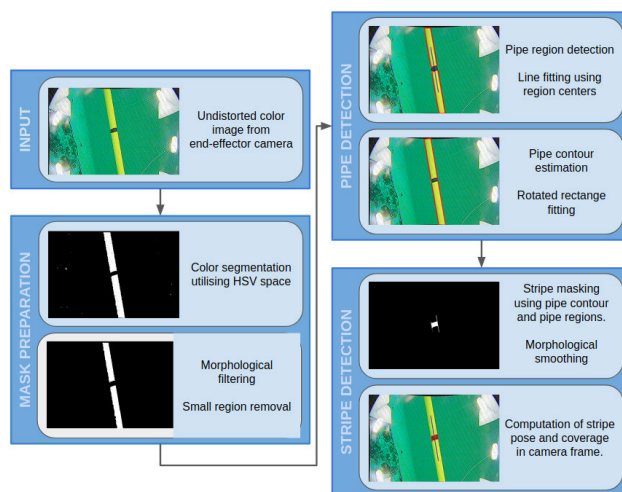 INPUT
Undistorted color
image from
end-effector camera
MASK PREPARATION
Color segmentation
utilising HSV space
Morphological
filtering
Small region removal
PIPE DETECTION
Pipe region detection
Line fitting using
region centers
Pipe contour
estimation
Rotated rectange
fitting
STRIPE DETECTION
Stripe masking
using pipe contour
and pipe regions.
Morphological
smoothing
Computation of stripe
pose and coverage
in camera frame.